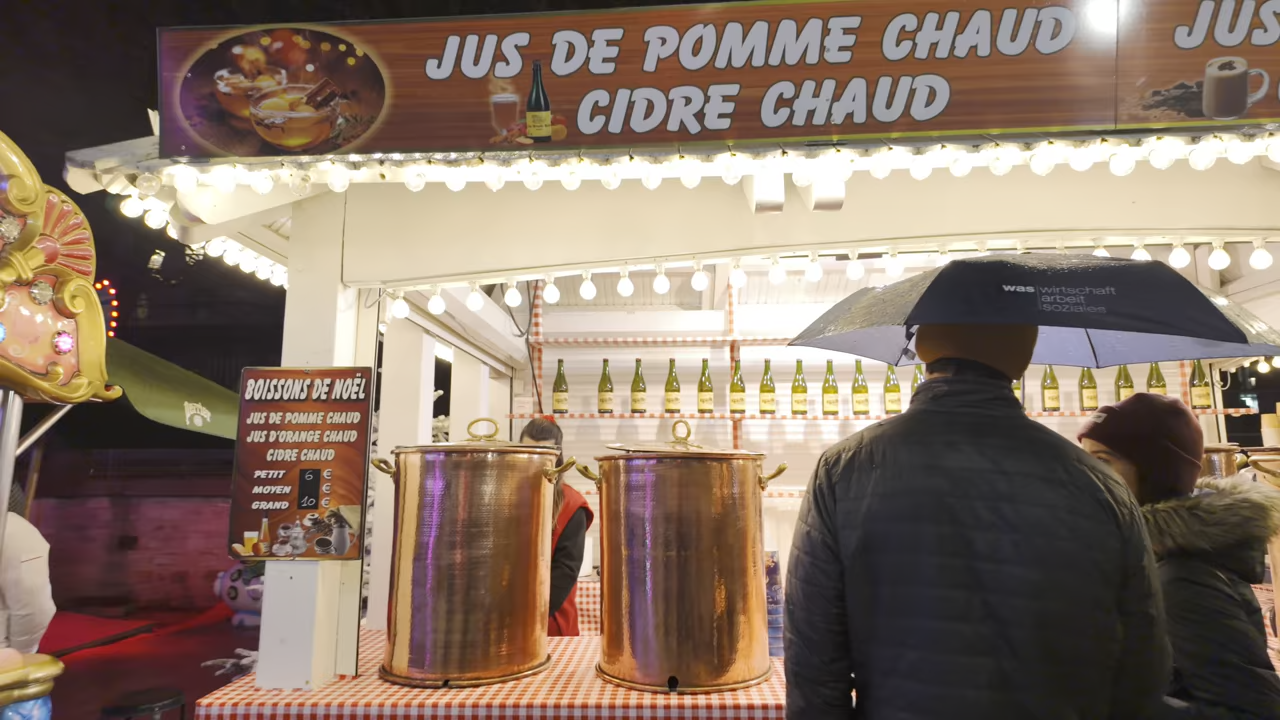 JUS DE POMME CHAUD
CIDRE CHAUD
JUS
was wirtschaft
arbeit
soziales
BOISSONS DE NOËL
JUS DE POMME CHAUD
JUS D'ORANGE CHAUD
CIDRE CHAUD
PETIT 6 €
MOYEN €
GRAND 10 €